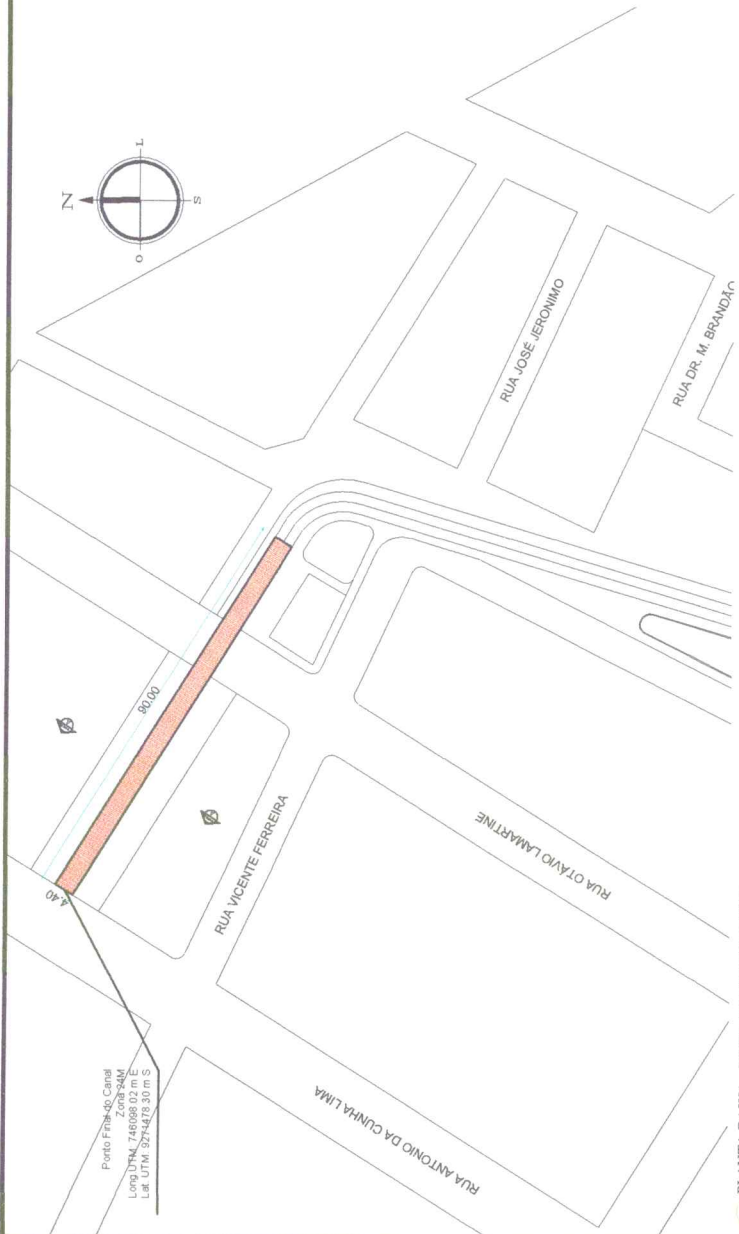 N
L
O
S
RUA JOSÉ JERONIMO
RUA DR. M. BRANDÃO
90.00
4.40
RUA VICENTE FERREIRA
RUA OTÁVIO LAMARTINE
RUA ANTONIO DA CUNHA LIMA
Ponto Final do Canal
Zona 24M
Long UTM: 746098.02 m E
Lat. UTM: 9271478.30 m S